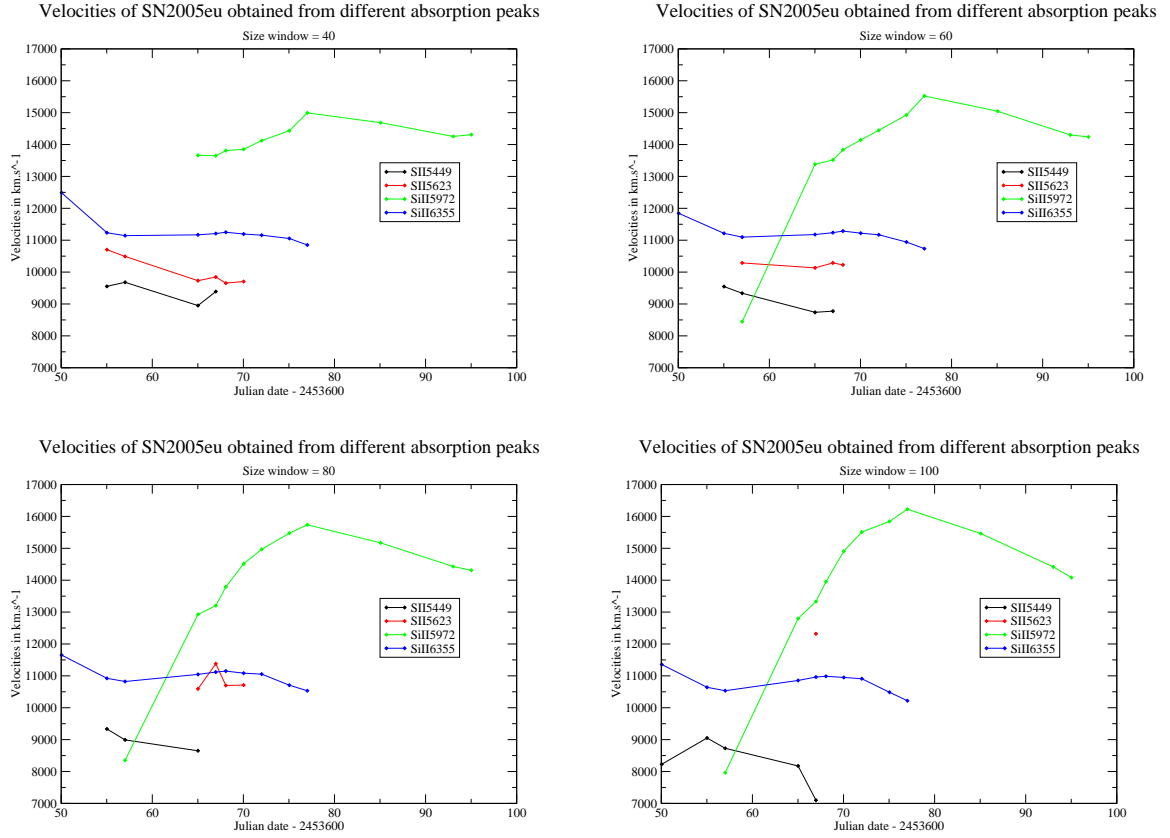 Velocities of SN2005eu obtained from different absorption peaks
Size window = 40
17000
16000
15000
14000
13000
12000
11000
10000
9000
8000
7000
Velocities in km.s^-1
SII5449
SII5623
SiII5972
SiII6355
50 60 70 80 90 100
Julian date - 2453600
Velocities of SN2005eu obtained from different absorption peaks
Size window = 60
17000
16000
15000
14000
13000
12000
11000
10000
9000
8000
7000
Velocities in km.s^-1
SII5449
SII5623
SiII5972
SiII6355
50 60 70 80 90 100
Julian date - 2453600
Velocities of SN2005eu obtained from different absorption peaks
Size window = 80
17000
16000
15000
14000
13000
12000
11000
10000
9000
8000
7000
Velocities in km.s^-1
SII5449
SII5623
SiII5972
SiII6355
50 60 70 80 90 100
Julian date - 2453600
Velocities of SN2005eu obtained from different absorption peaks
Size window = 100
17000
16000
15000
14000
13000
12000
11000
10000
9000
8000
7000
Velocities in km.s^-1
SII5449
SII5623
SiII5972
SiII6355
50 60 70 80 90 100
Julian date - 2453600